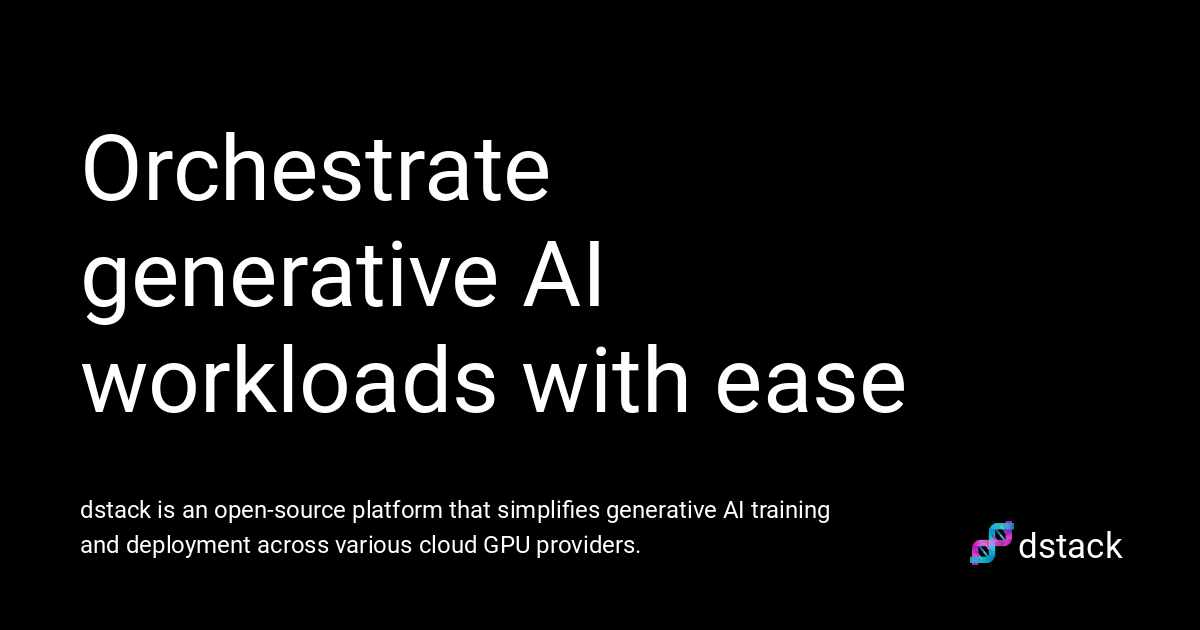 Orchestrate
generative AI
workloads with ease
dstack is an open-source platform that simplifies generative AI training
and deployment across various cloud GPU providers.
dstack